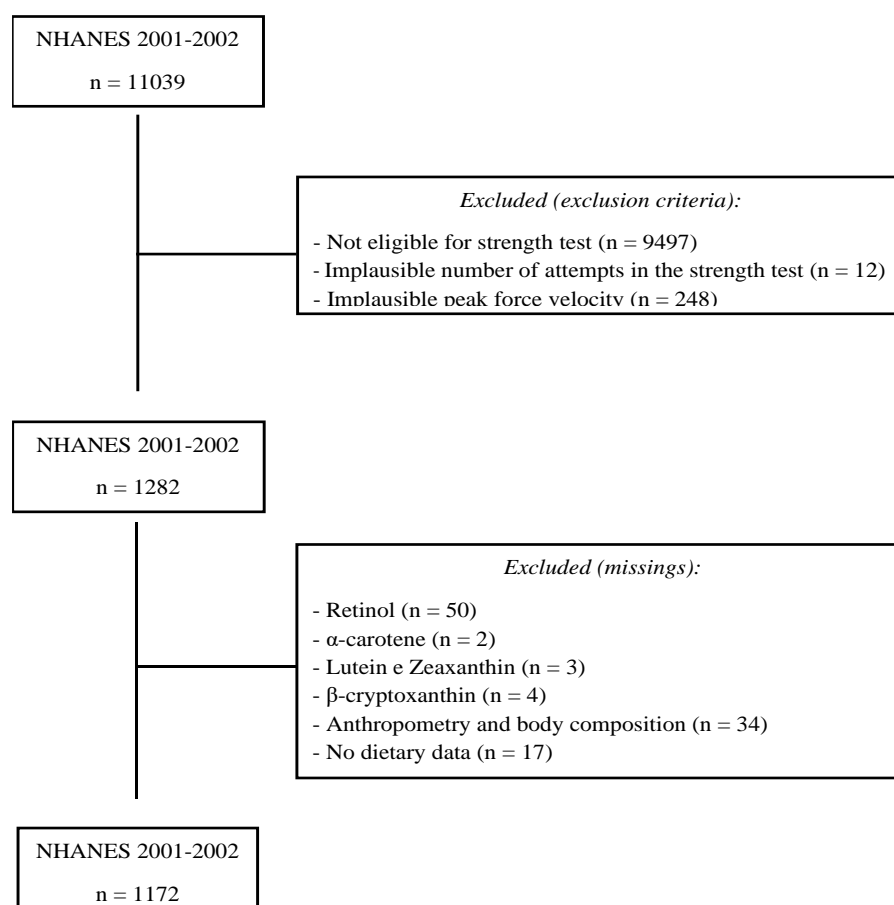 NHANES 2001-2002
n = 11039
Excluded (exclusion criteria):
- Not eligible for strength test (n = 9497)
- Implausible number of attempts in the strength test (n = 12)
- Implausible peak force velocity (n = 248)
NHANES 2001-2002
n = 1282
Excluded (missings):
- Retinol (n = 50)
- α-carotene (n = 2)
- Lutein e Zeaxanthin (n = 3)
- β-cryptoxanthin (n = 4)
- Anthropometry and body composition (n = 34)
- No dietary data (n = 17)
NHANES 2001-2002
n = 1172